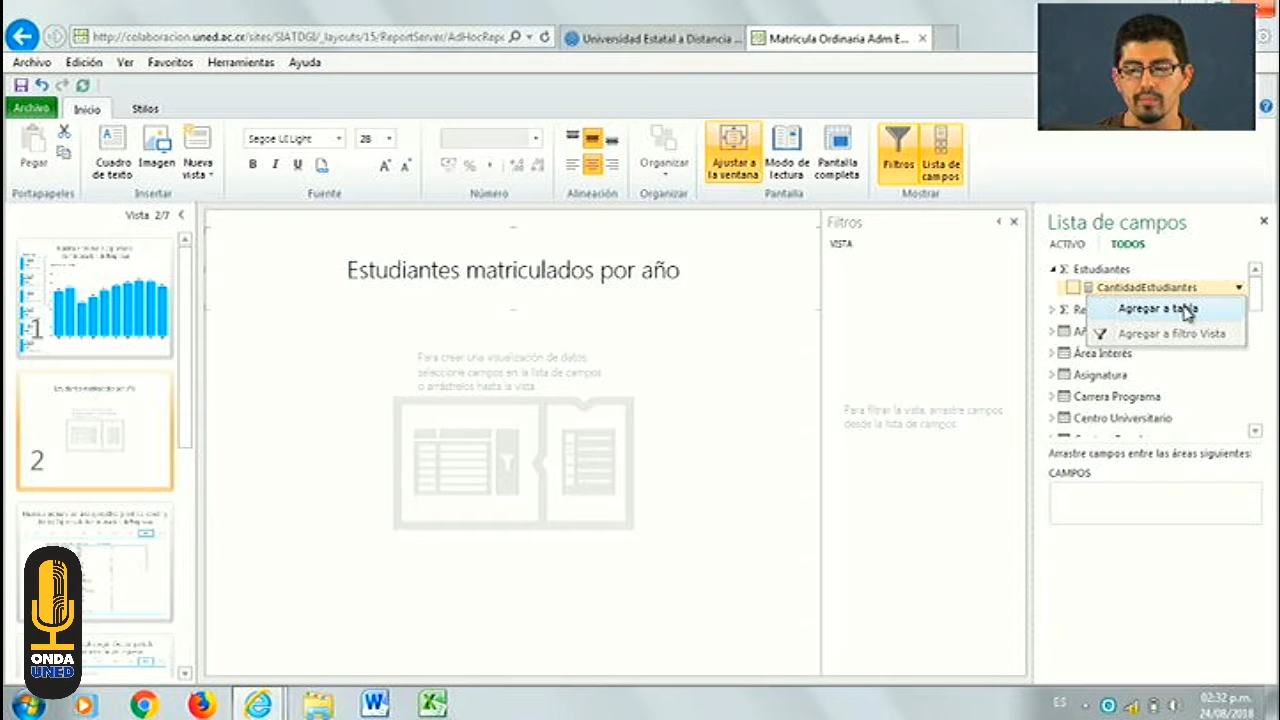 http://colaboracion.uned.ac.cr/sites/SIATDGI/_layouts/15/ReportServer/AdHocRepo
Universidad Estatal a Distancia ...
Matrícula Ordinaria Adm E...
Archivo Edición Ver Favoritos Herramientas Ayuda
Archivo Inicio Stilos
Pegar
Cuadro de texto
Imagen
Nueva vista
Segoe UI Light 28
Organizar
Ajustar a la ventana
Modo de lectura
Pantalla completa
Filtros
Lista de campos
Portapapeles Insertar Fuente Número Alineación Organizar Pantalla Mostrar
Vista 2/7
1
2
Estudiantes matriculados por año
Para crear una visualización de datos
seleccione campos en la lista de campos
o arrástrelos hasta la vista
Filtros
VISTA
Para filtrar la vista, arrastre campos
desde la lista de campos
Lista de campos
ACTIVO TODOS
Estudiantes
CantidadEstudiantes
Agregar a tabla
Agregar a filtro Vista
Área Interés
Asignatura
Carrera Programa
Centro Universitario
Arrastre campos entre las áreas siguientes:
CAMPOS
ONDA
UNED
ES
02:32 p.m.
24/08/2018